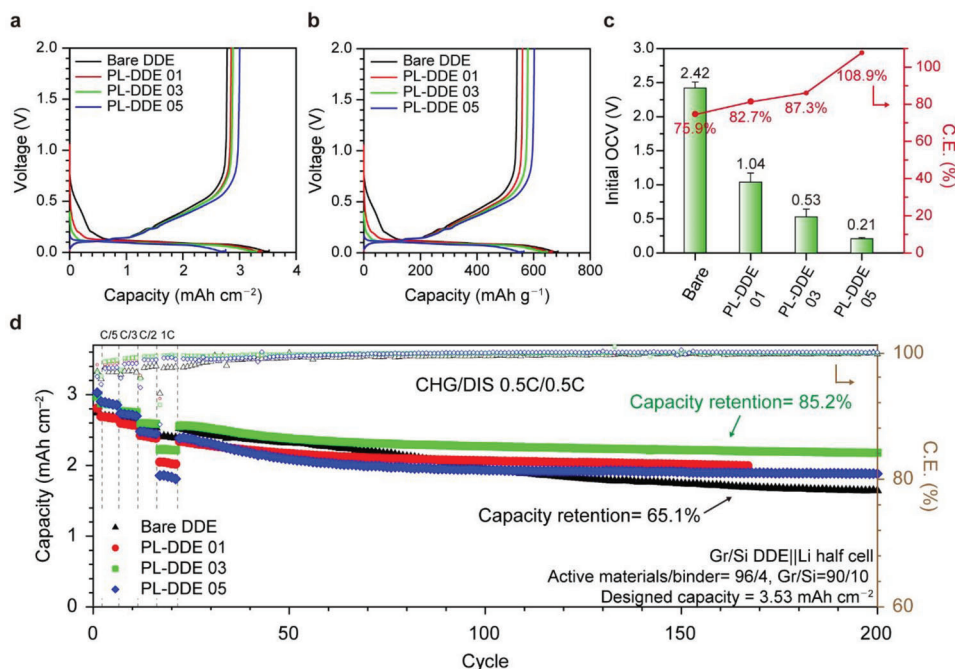 a
2.0
1.5
1.0
0.5
0.0
Voltage (V)
Bare DDE
PL-DDE 01
PL-DDE 03
PL-DDE 05
0 1 2 3 4
Capacity (mAh cm⁻²)
b
2.0
1.5
1.0
0.5
0.0
Voltage (V)
Bare DDE
PL-DDE 01
PL-DDE 03
PL-DDE 05
0 200 400 600 800
Capacity (mAh g⁻¹)
c
3.0
2.5
2.0
1.5
1.0
0.5
0.0
Initial OCV (V)
2.42
1.04
0.53
0.21
75.9%
82.7%
87.3%
108.9%
100
80
60
40
20
0
C.E. (%)
Bare
PL-DDE 01
PL-DDE 03
PL-DDE 05
d
C/5 C/3 C/2 1C
CHG/DIS 0.5C/0.5C
Capacity retention= 85.2%
Capacity retention= 65.1%
3
2
1
0
Capacity (mAh cm⁻²)
Bare DDE
PL-DDE 01
PL-DDE 03
PL-DDE 05
Gr/Si DDE||Li half cell
Active materials/binder= 96/4, Gr/Si=90/10
Designed capacity = 3.53 mAh cm⁻²
100
80
60
C.E. (%)
0 50 100 150 200
Cycle